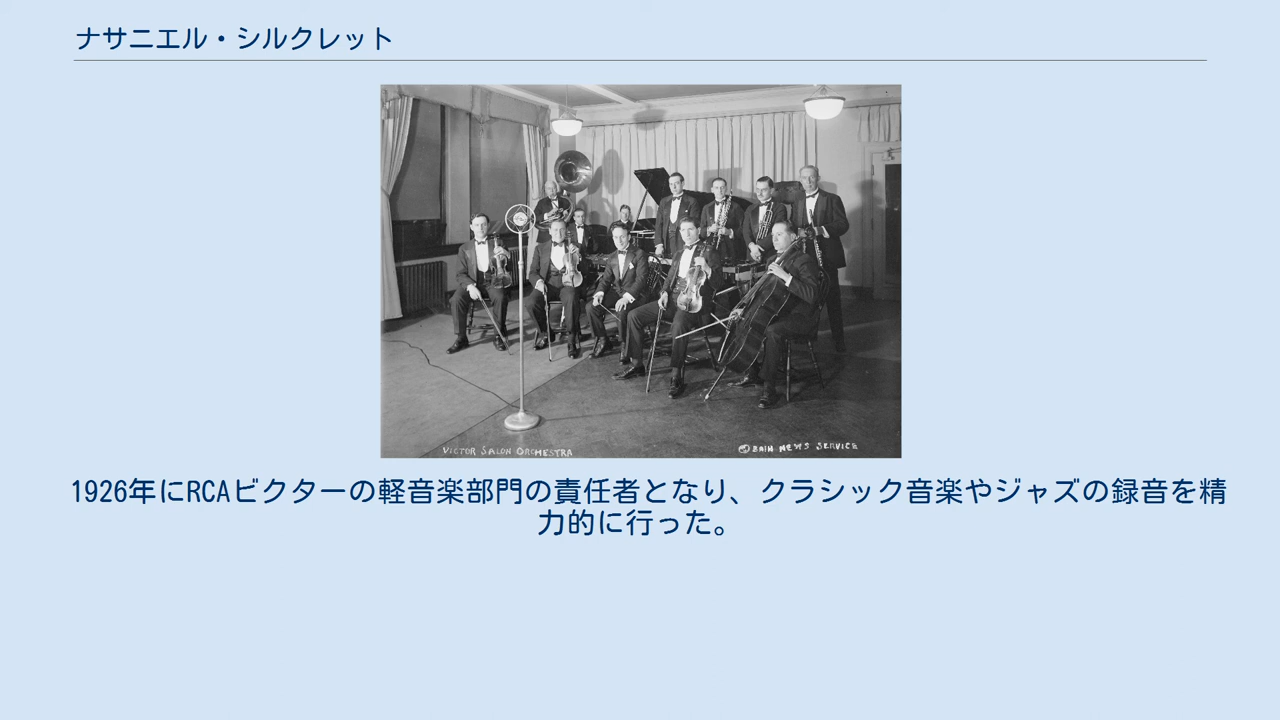 ナサニエル・シルクレット
VICTOR SALON ORCHESTRA
BAIN NEWS SERVICE
1926年にRCAビクターの軽音楽部門の責任者となり、クラシック音楽やジャズの録音を精
力的に行った。